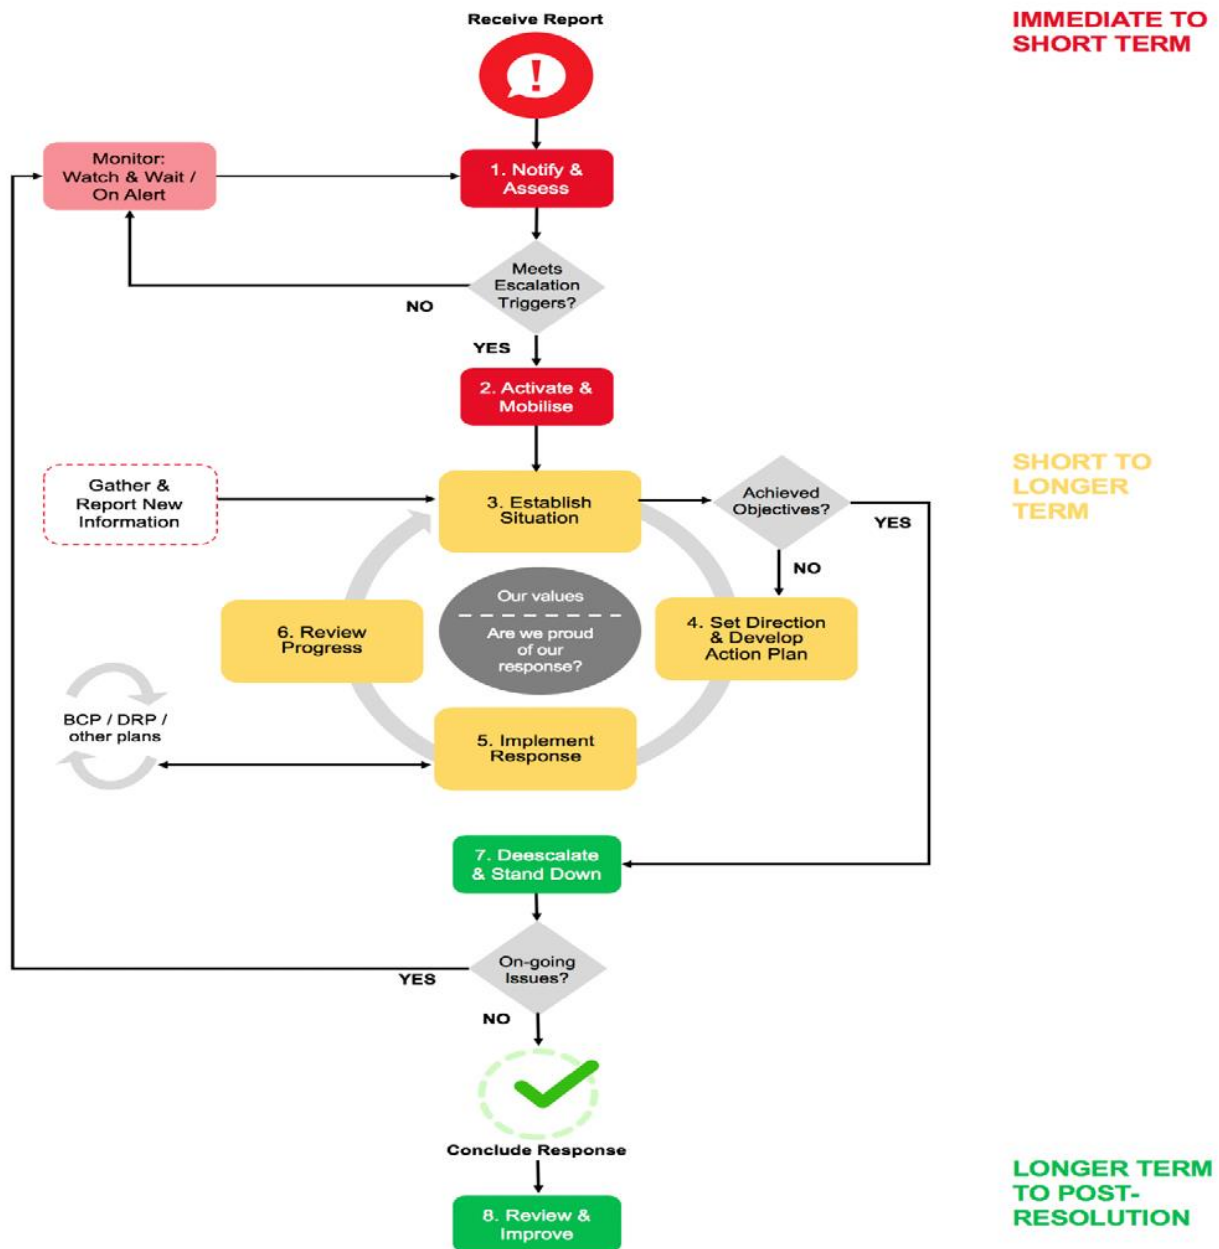 Receive Report
IMMEDIATE TO
SHORT TERM
!
Monitor:
Watch & Wait /
On Alert
1. Notify &
Assess
Meets
Escalation
Triggers?
NO
YES
2. Activate &
Mobilise
Gather &
Report New
Information
3. Establish
Situation
Achieved
Objectives?
YES
SHORT TO
LONGER
TERM
NO
Our values
Are we proud
of our
response?
6. Review
Progress
4. Set Direction
& Develop
Action Plan
BCP / DRP /
other plans
5. Implement
Response
7. Deescalate
& Stand Down
On-going
Issues?
YES
NO
Conclude Response
LONGER TERM
TO POST-
RESOLUTION
8. Review &
Improve